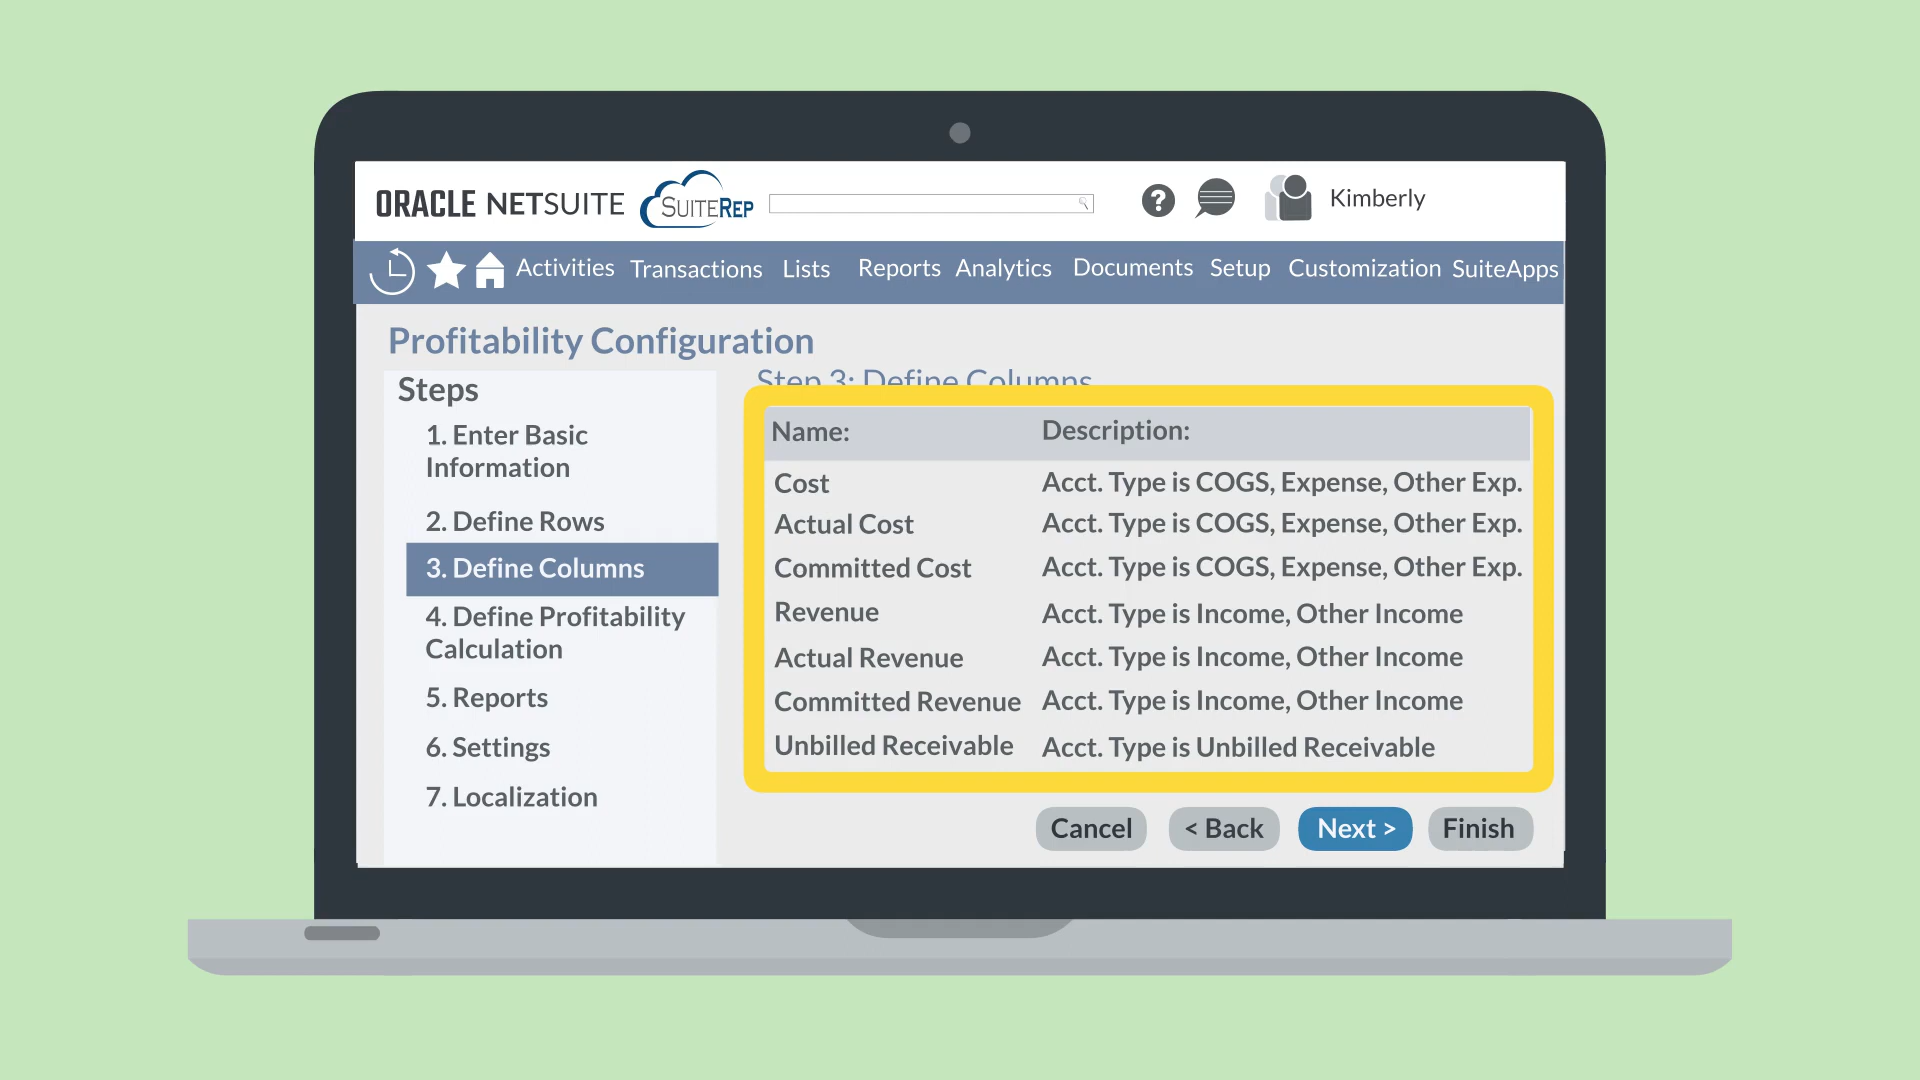 ORACLE NETSUITE
SUITEREP
Kimberly
Activities Transactions Lists Reports Analytics Documents Setup Customization SuiteApps
Profitability Configuration
Steps
1. Enter Basic
Information
2. Define Rows
3. Define Columns
4. Define Profitability
Calculation
5. Reports
6. Settings
7. Localization
Step 3: Define Columns
Name: Description:
Cost Acct. Type is COGS, Expense, Other Exp.
Actual Cost Acct. Type is COGS, Expense, Other Exp.
Committed Cost Acct. Type is COGS, Expense, Other Exp.
Revenue Acct. Type is Income, Other Income
Actual Revenue Acct. Type is Income, Other Income
Committed Revenue Acct. Type is Income, Other Income
Unbilled Receivable Acct. Type is Unbilled Receivable
Cancel < Back Next > Finish